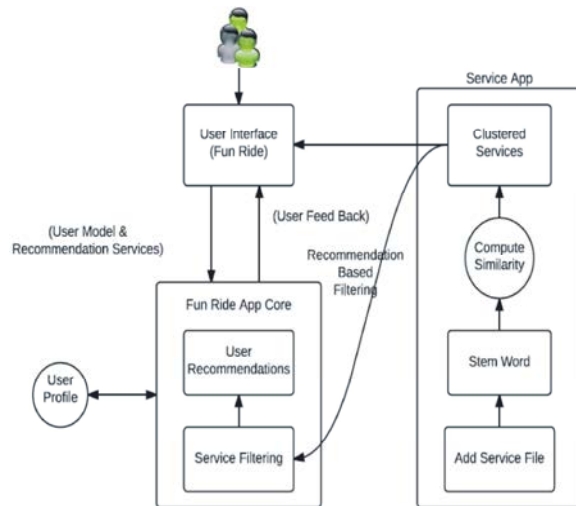 Service App
User Interface
(Fun Ride)
Clustered
Services
(User Model &
Recommendation Services)
(User Feed Back)
Recommendation
Based
Filtering
Compute
Similarity
Fun Ride App Core
User
Recommendations
Stem Word
User
Profile
Service Filtering
Add Service File